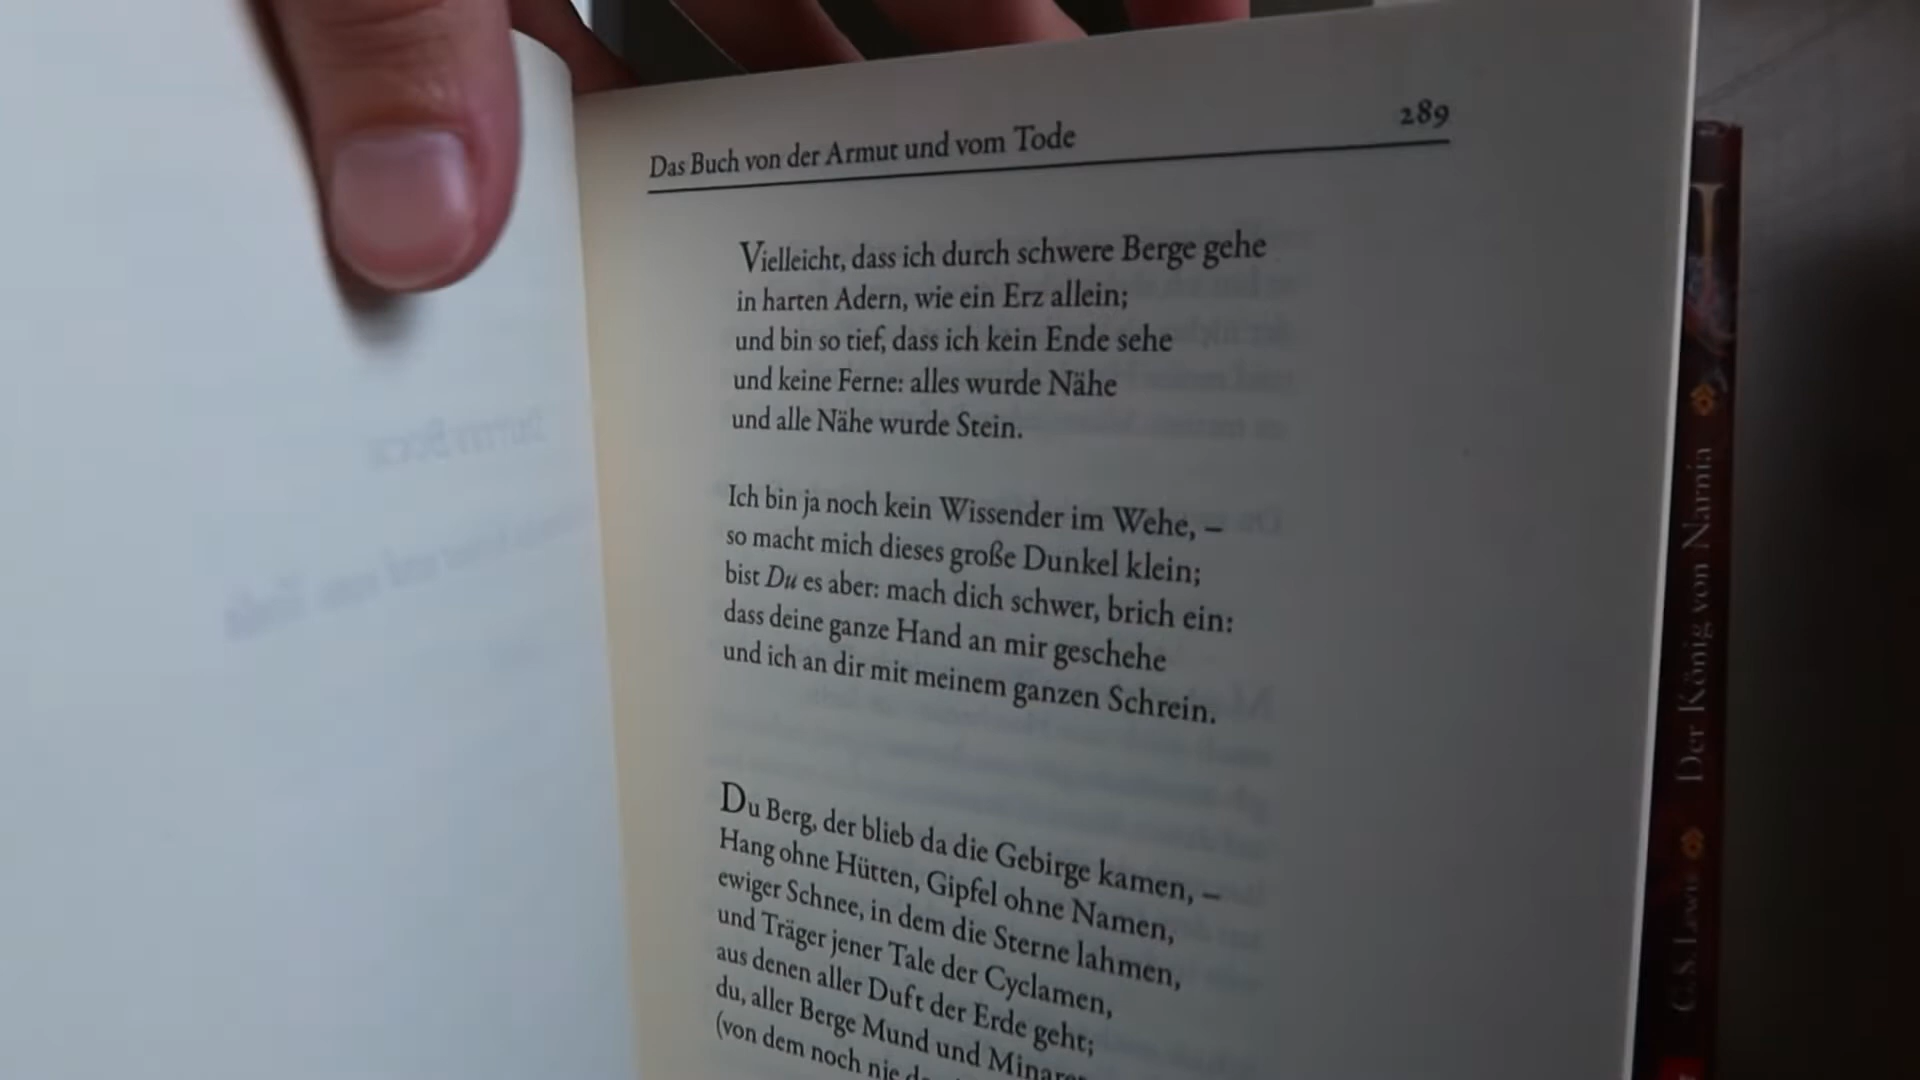 Das Buch von der Armut und vom Tode
289
Vielleicht, dass ich durch schwere Berge gehe
in harten Adern, wie ein Erz allein;
und bin so tief, dass ich kein Ende sehe
und keine Ferne: alles wurde Nähe
und alle Nähe wurde Stein.
Ich bin ja noch kein Wissender im Wehe, –
so macht mich dieses große Dunkel klein;
bist Du es aber: mach dich schwer, brich ein:
dass deine ganze Hand an mir geschehe
und ich an dir mit meinem ganzen Schrein.
Du Berg, der blieb da die Gebirge kamen, –
Hang ohne Hütten, Gipfel ohne Namen,
ewiger Schnee, in dem die Sterne lahmen,
und Träger jener Tale der Cyclamen,
aus denen aller Duft der Erde geht;
du, aller Berge Mund und
(von dem noch nie
C.S. Lewis Der König von Narnia